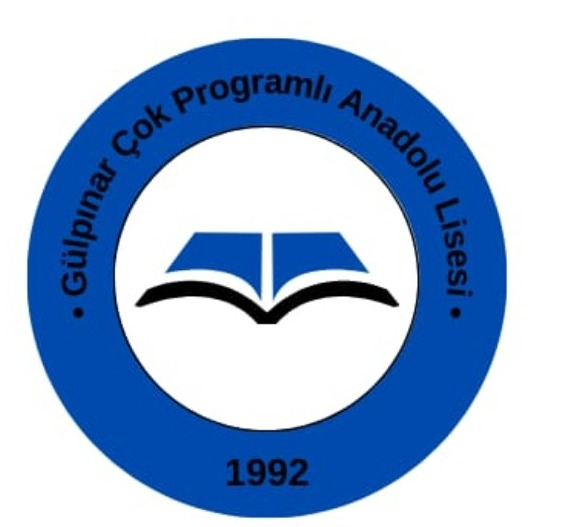 • Gülpınar Çok Programlı Anadolu Lisesi •
1992